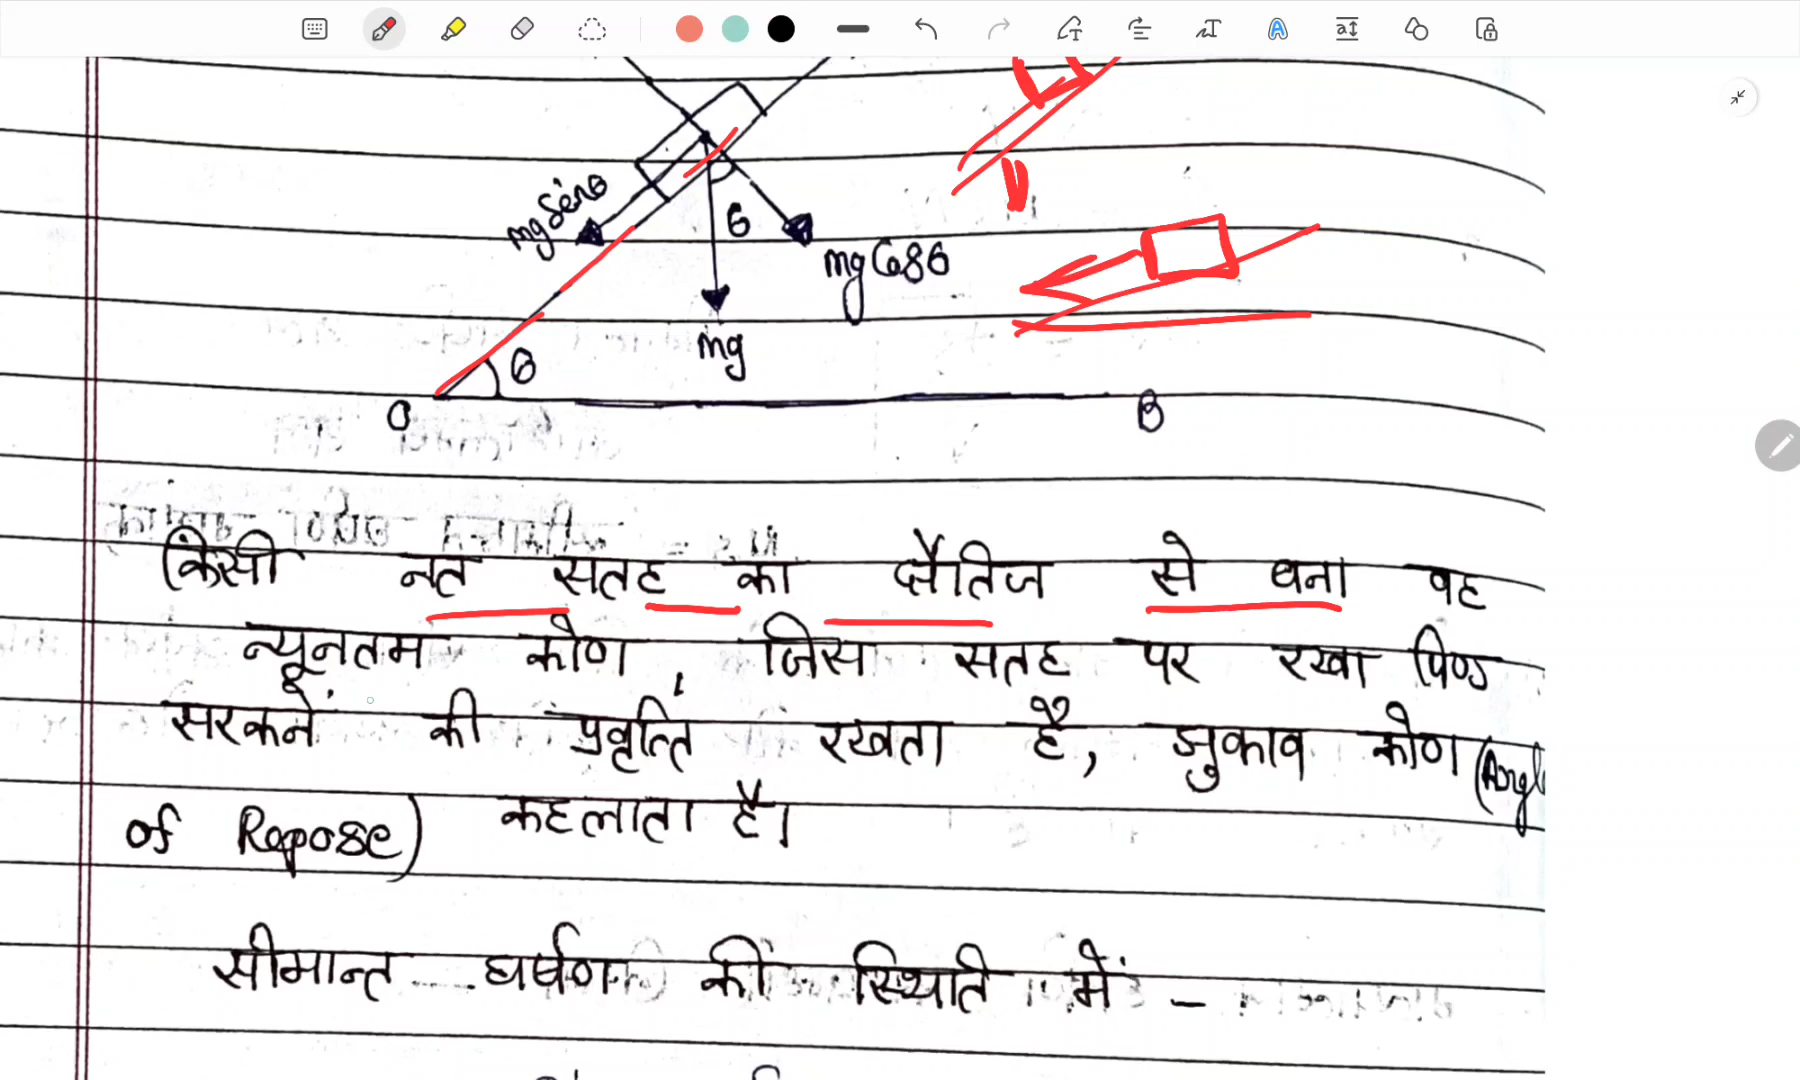 mg Sinθ
θ
mg Cosθ
mg
θ
O
B
किसी नत सतह का क्षैतिज से बना वह
न्यूनतम कोण, जिस सतह पर रखा पिण्ड
सरकने की प्रवृत्ति रखता है, झुकाव कोण (Angle
of Repose) कहलाता है।
सीमान्त घर्षण की स्थिति में -